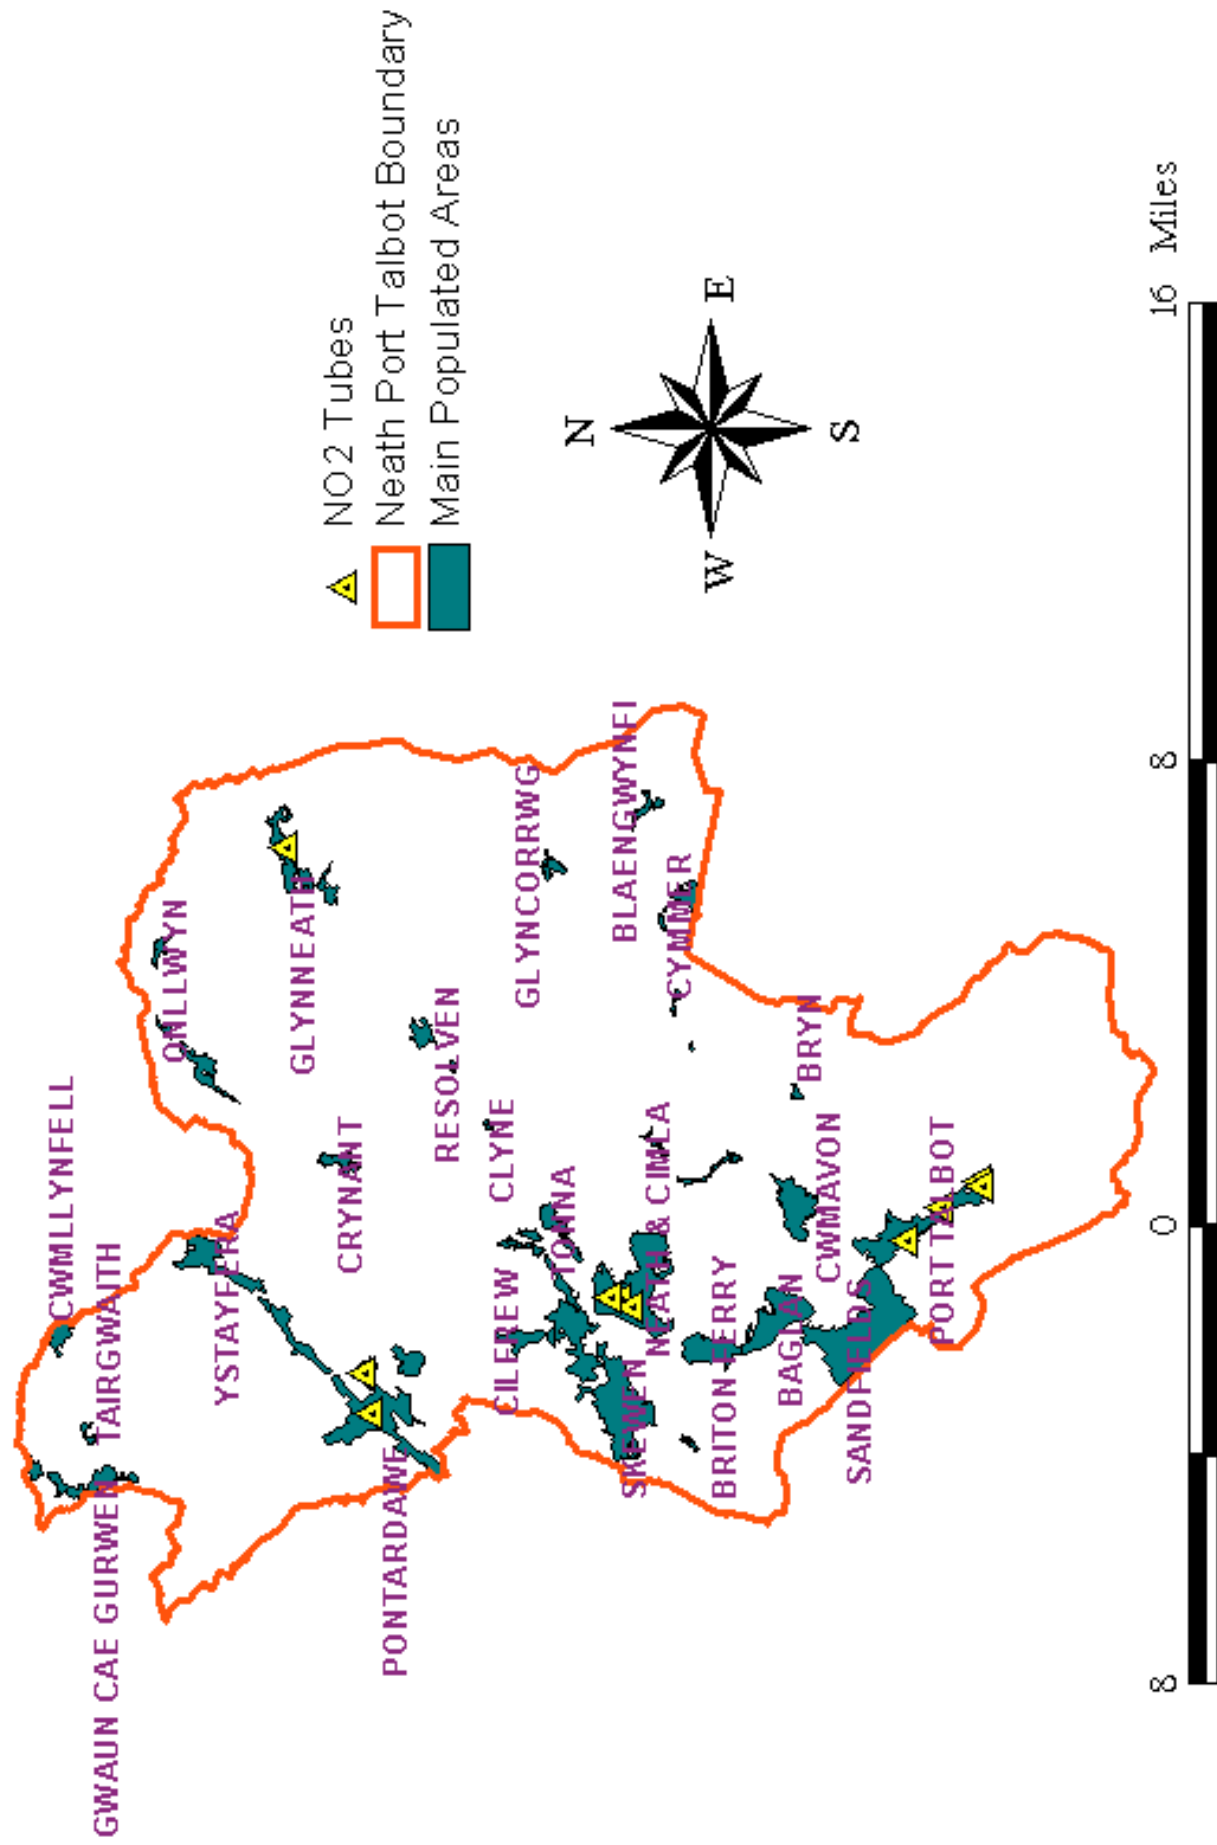 GWAUN CAE GURWEN
TAIRGWAITH
CWMLLYNFELL
ONLLWYN
YSTAYFERA
GLYNNEATH
CRYNANT
PONTARDAWE
RESOLVEN
CLYNE
CILFREW
GLYNCORRWG
TONNA
BLAENGWYNFI
SKEWEN
NEATH & CIMLA
CYMMER
BRITON FERRY
BAGLAN
BRYN
CWMAVON
SANDFIELDS
PORT TALBOT
NO2 Tubes
Neath Port Talbot Boundary
Main Populated Areas
N
W
E
S
8 0 8 16 Miles